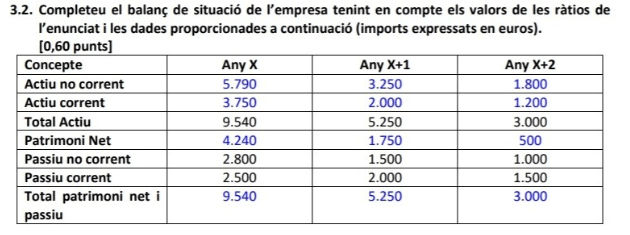 3.2. Completeu el balanç de situació de l'empresa tenint en compte els valors de les ràtios de
l'enunciat i les dades proporcionades a continuació (imports expressats en euros).
[0,60 punts]
Concepte Any X Any X+1 Any X+2
Actiu no corrent 5.790 3.250 1.800
Actiu corrent 3.750 2.000 1.200
Total Actiu 9.540 5.250 3.000
Patrimoni Net 4.240 1.750 500
Passiu no corrent 2.800 1.500 1.000
Passiu corrent 2.500 2.000 1.500
Total patrimoni net i 9.540 5.250 3.000
passiu